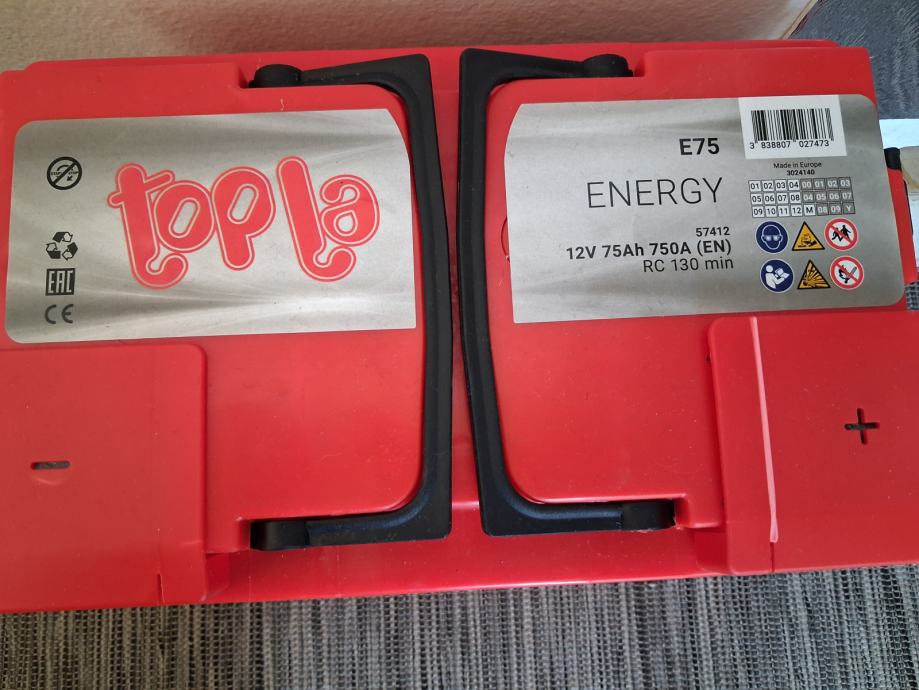 START STOP
topla
EAC
CE
E75
ENERGY
57412
12V 75Ah 750A (EN)
RC 130 min
3 838807 027473
Made in Europe
3024140
01 02 03 04 00 01 02 03
05 06 07 08 04 05 06 07
09 10 11 12 M 08 09 Y
-
+